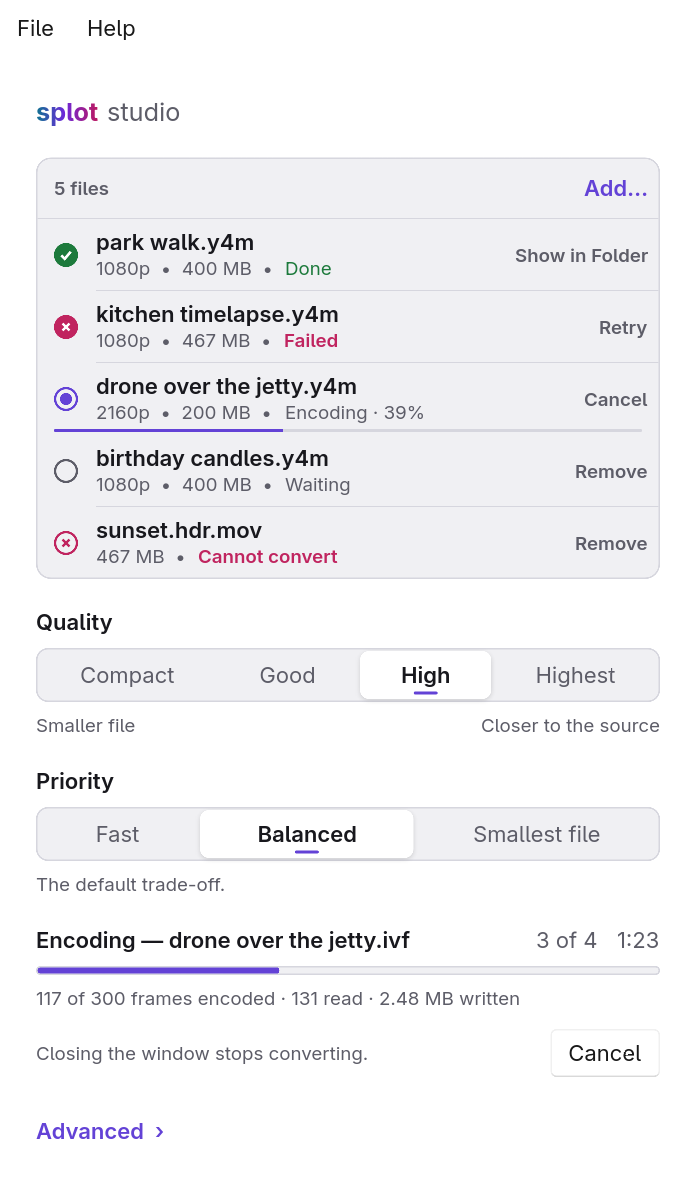 File Help
splot studio
5 files Add...
park walk.y4m
1080p • 400 MB • Done
Show in Folder
kitchen timelapse.y4m
1080p • 467 MB • Failed
Retry
drone over the jetty.y4m
2160p • 200 MB • Encoding · 39%
Cancel
birthday candles.y4m
1080p • 400 MB • Waiting
Remove
sunset.hdr.mov
467 MB • Cannot convert
Remove
Quality
Compact Good High Highest
Smaller file Closer to the source
Priority
Fast Balanced Smallest file
The default trade-off.
Encoding — drone over the jetty.ivf 3 of 4 1:23
117 of 300 frames encoded · 131 read · 2.48 MB written
Closing the window stops converting. Cancel
Advanced ›